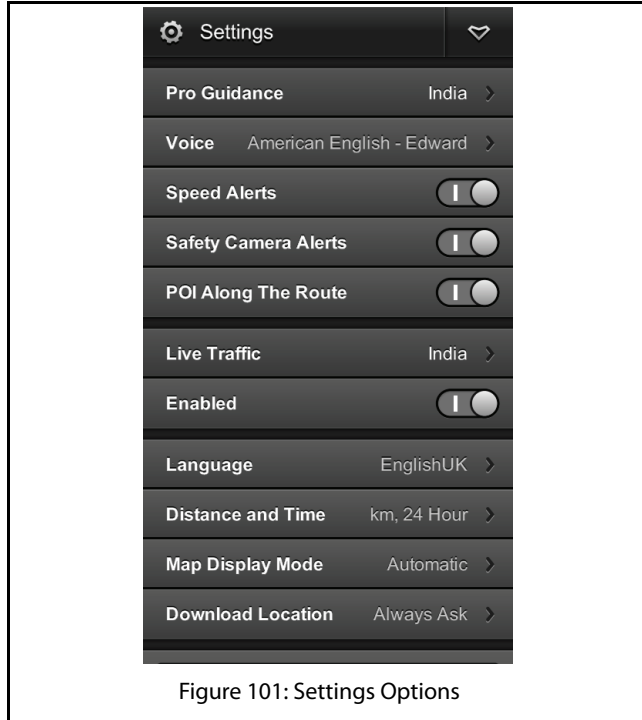 Settings
Pro Guidance India
Voice American English - Edward
Speed Alerts
Safety Camera Alerts
POI Along The Route
Live Traffic India
Enabled
Language EnglishUK
Distance and Time km, 24 Hour
Map Display Mode Automatic
Download Location Always Ask
Figure 101: Settings Options